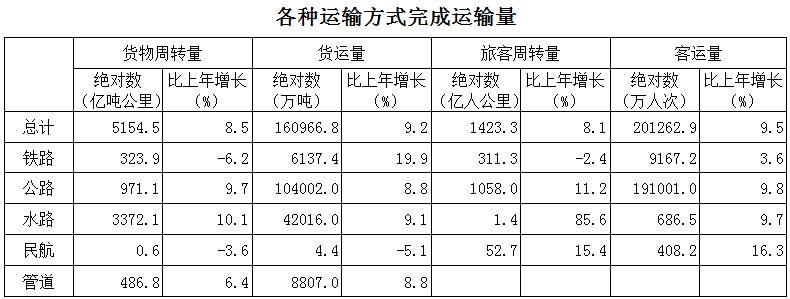 各种运输方式完成运输量
货物周转量 货运量 旅客周转量 客运量
绝对数 比上年增长 绝对数 比上年增长 绝对数 比上年增长 绝对数 比上年增长
（亿吨公里） (%) （万吨） (%) （亿人公里） (%) （万人次） (%)
总计 5154.5 8.5 160966.8 9.2 1423.3 8.1 201262.9 9.5
铁路 323.9 -6.2 6137.4 19.9 311.3 -2.4 9167.2 3.6
公路 971.1 9.7 104002.0 8.8 1058.0 11.2 191001.0 9.8
水路 3372.1 10.1 42016.0 9.1 1.4 85.6 686.5 9.7
民航 0.6 -3.6 4.4 -5.1 52.7 15.4 408.2 16.3
管道 486.8 6.4 8807.0 8.8